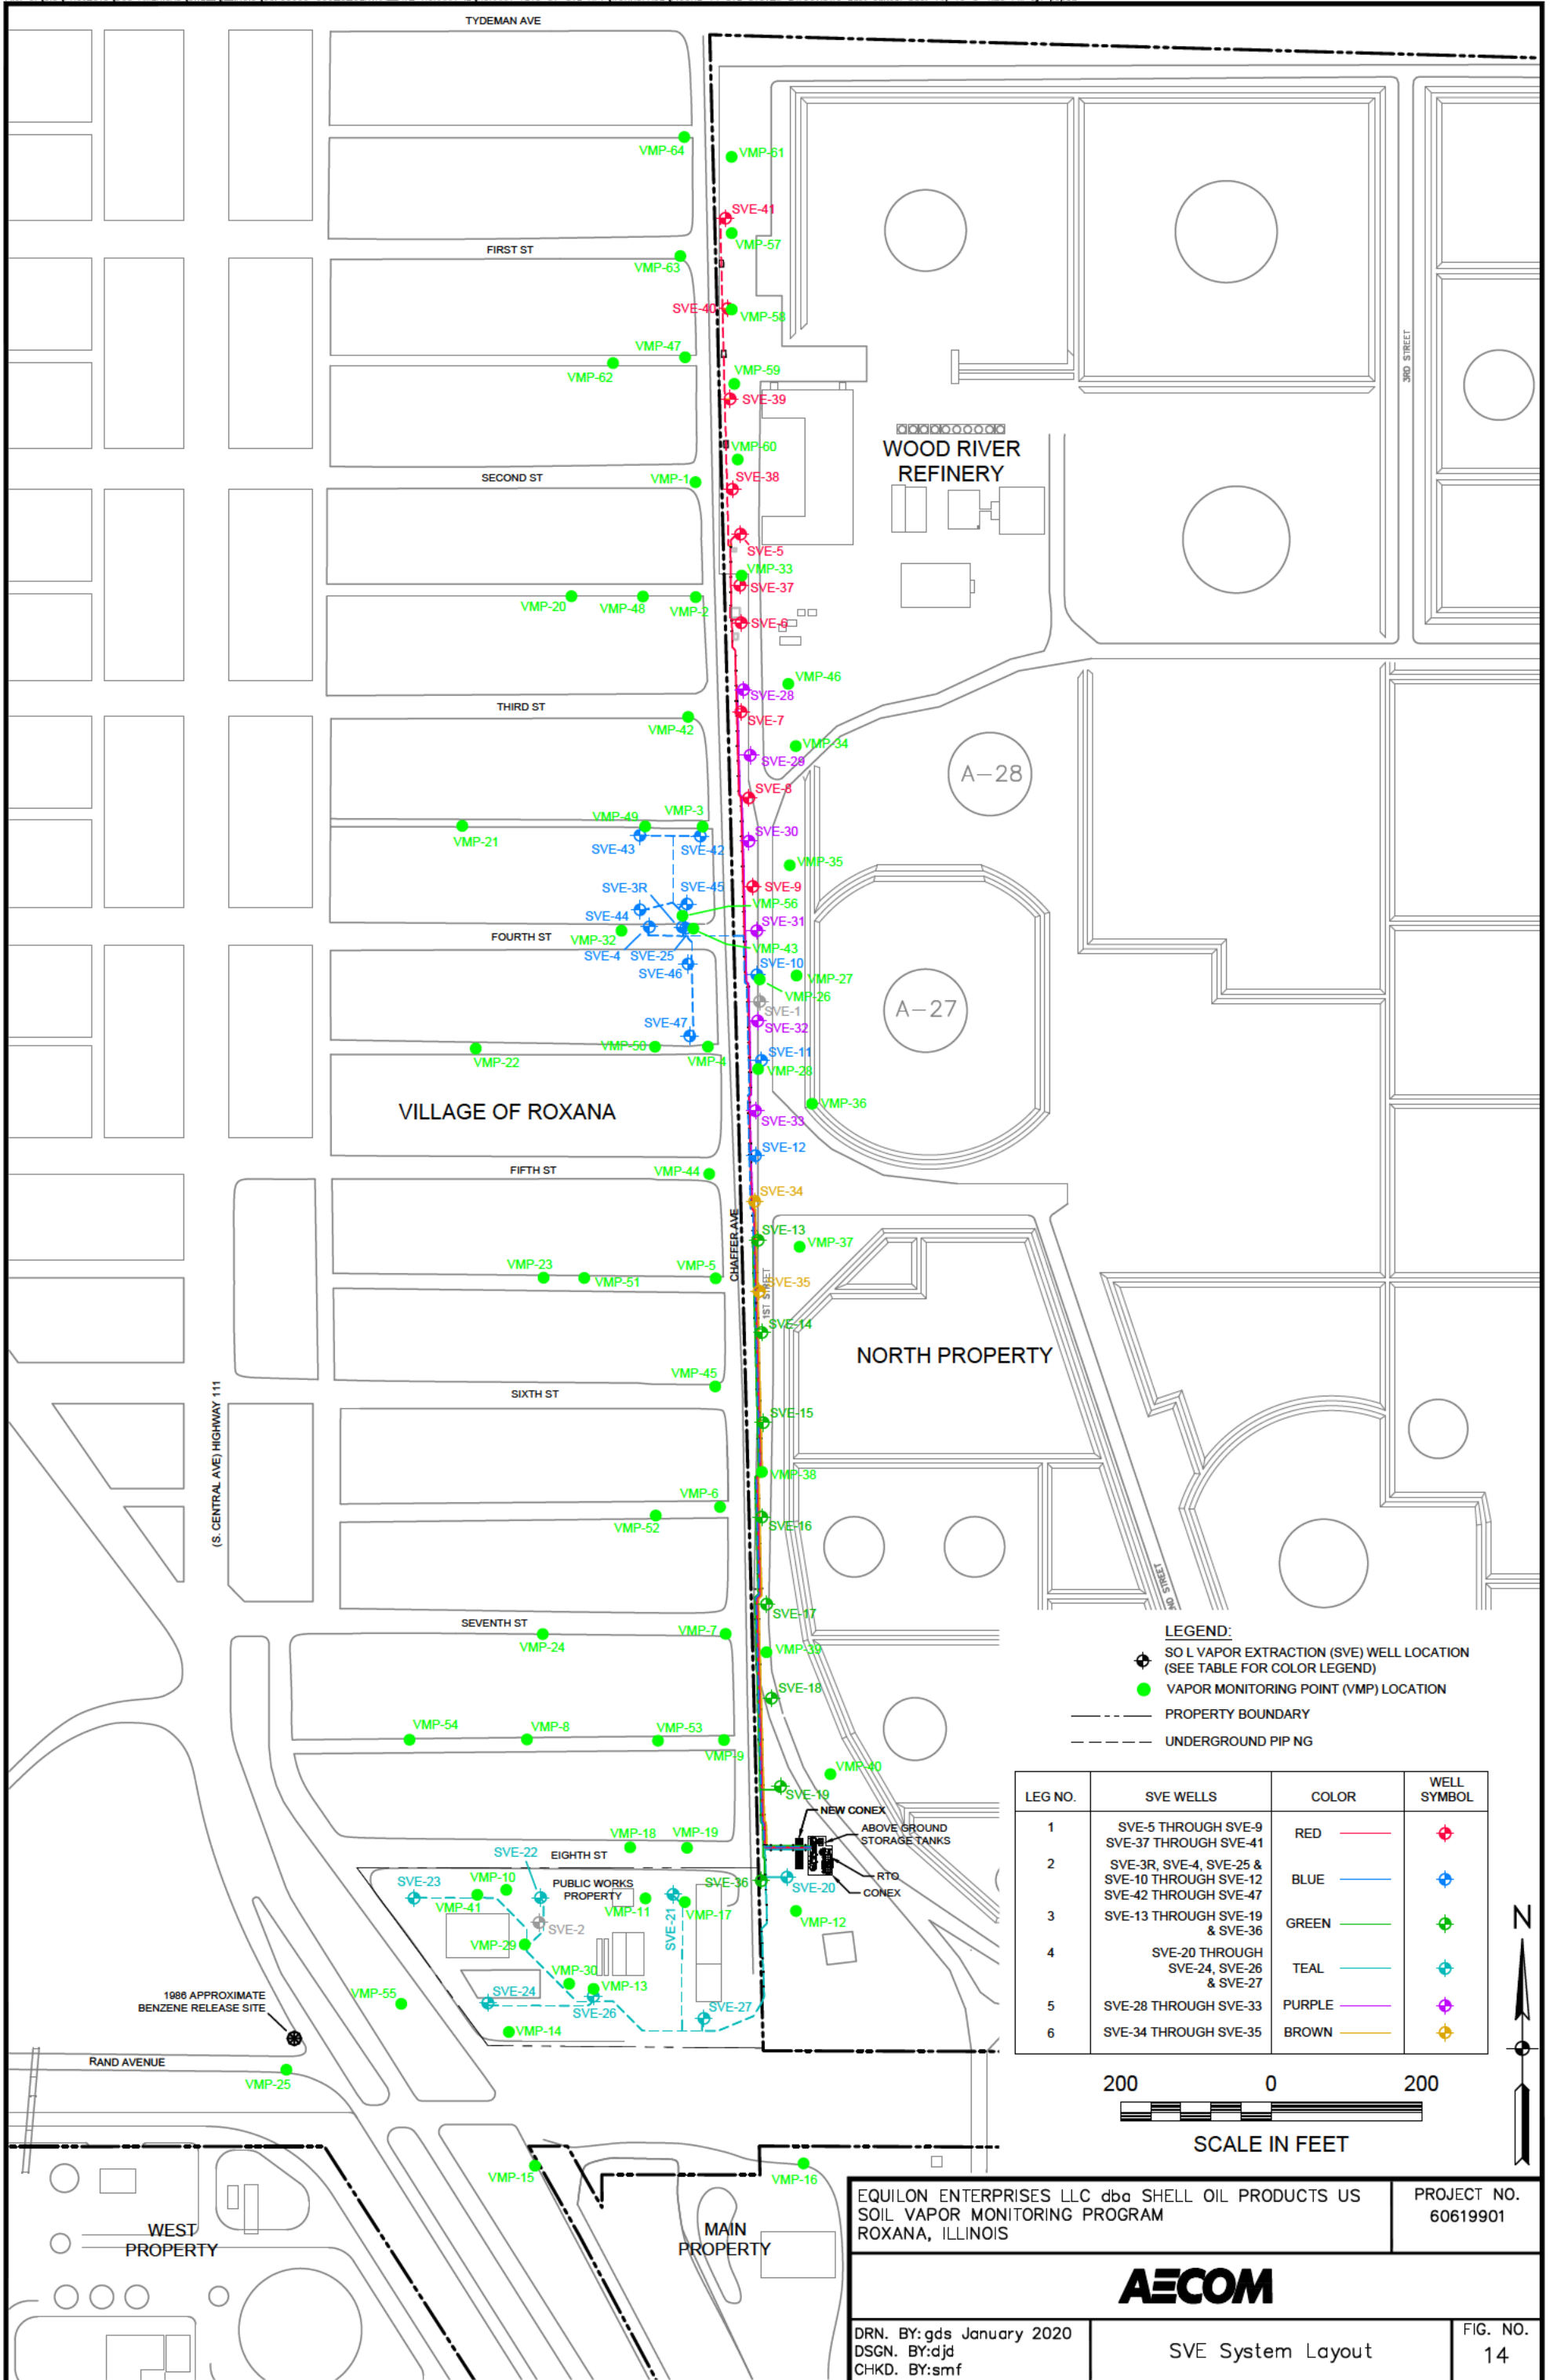 TYDEMAN AVE
VMP-64
VMP-61
SVE-41
VMP-57
FIRST ST
VMP-63
SVE-40
VMP-58
VMP-47
VMP-62
VMP-59
SVE-39
3RD STREET
WOOD RIVER
REFINERY
VMP-60
SECOND ST
VMP-1
SVE-38
SVE-5
VMP-33
SVE-37
VMP-20
VMP-48
VMP-2
SVE-6
VMP-46
SVE-28
THIRD ST
VMP-42
SVE-7
VMP-34
SVE-29
A-28
SVE-8
VMP-49
VMP-3
VMP-21
SVE-43
SVE-42
SVE-30
VMP-35
SVE-3R
SVE-45
SVE-9
VMP-56
SVE-44
SVE-31
FOURTH ST
VMP-32
VMP-43
SVE-4
SVE-25
SVE-46
SVE-10
VMP-27
VMP-26
SVE-1
A-27
SVE-47
SVE-32
VMP-22
VMP-50
VMP-4
SVE-11
VMP-28
VILLAGE OF ROXANA
VMP-36
SVE-33
SVE-12
FIFTH ST
VMP-44
SVE-34
CHAFFER AVE
SVE-13
VMP-37
VMP-23
VMP-51
VMP-5
SVE-35
1ST STREET
SVE-14
NORTH PROPERTY
VMP-45
SIXTH ST
(S. CENTRAL AVE) HIGHWAY 111
SVE-15
VMP-38
VMP-6
VMP-52
SVE-16
STREET
SVE-17
SEVENTH ST
VMP-24
VMP-7
VMP-39
SVE-18
VMP-54
VMP-8
VMP-53
VMP-9
VMP-40
SVE-19
NEW CONEX
ABOVE GROUND
STORAGE TANKS
RTO
CONEX
VMP-18
VMP-19
EIGHTH ST
SVE-22
SVE-23
VMP-10
VMP-41
PUBLIC WORKS
PROPERTY
SVE-36
SVE-20
VMP-11
SVE-21
VMP-17
VMP-12
SVE-2
VMP-29
VMP-30
VMP-13
VMP-55
SVE-24
SVE-26
SVE-27
VMP-14
1986 APPROXIMATE
BENZENE RELEASE SITE
RAND AVENUE
VMP-25
VMP-15
VMP-16
WEST
PROPERTY
MAIN
PROPERTY
LEGEND:
SO L VAPOR EXTRACTION (SVE) WELL LOCATION
(SEE TABLE FOR COLOR LEGEND)
VAPOR MONITORING POINT (VMP) LOCATION
PROPERTY BOUNDARY
UNDERGROUND PIP NG
LEG NO. SVE WELLS COLOR WELL SYMBOL
1 SVE-5 THROUGH SVE-9 RED
SVE-37 THROUGH SVE-41
2 SVE-3R, SVE-4, SVE-25 & BLUE
SVE-10 THROUGH SVE-12
SVE-42 THROUGH SVE-47
3 SVE-13 THROUGH SVE-19 GREEN
& SVE-36
4 SVE-20 THROUGH TEAL
SVE-24, SVE-26
& SVE-27
5 SVE-28 THROUGH SVE-33 PURPLE
6 SVE-34 THROUGH SVE-35 BROWN
N
200 0 200
SCALE IN FEET
EQUILON ENTERPRISES LLC dba SHELL OIL PRODUCTS US
SOIL VAPOR MONITORING PROGRAM
ROXANA, ILLINOIS
PROJECT NO.
60619901
AECOM
DRN. BY:gds January 2020
DSGN. BY:djd
CHKD. BY:smf
SVE System Layout
FIG. NO.
14